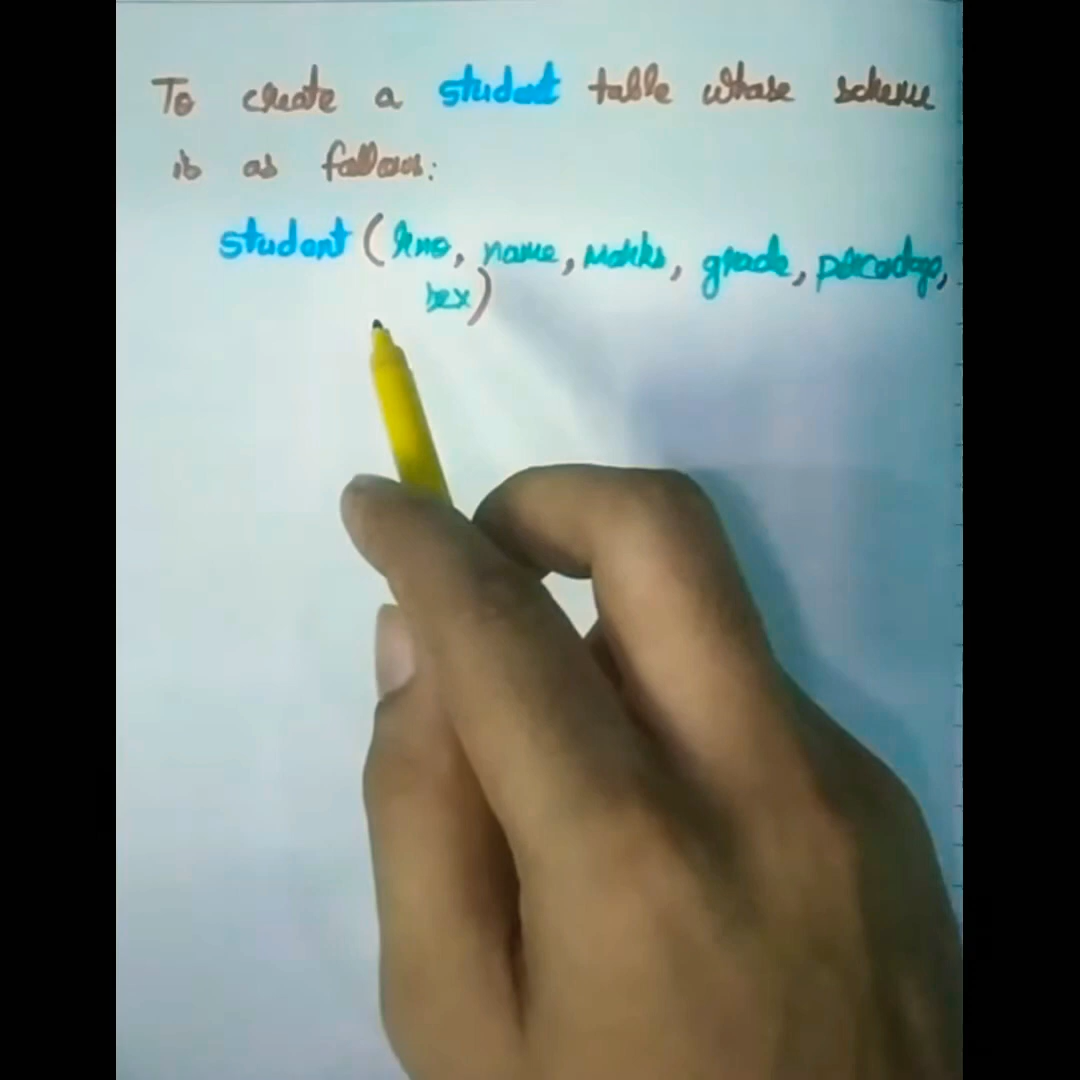 To create a student table whose scheme
is as follows:
student (rno, name, marks, grade, percentage,
sex)